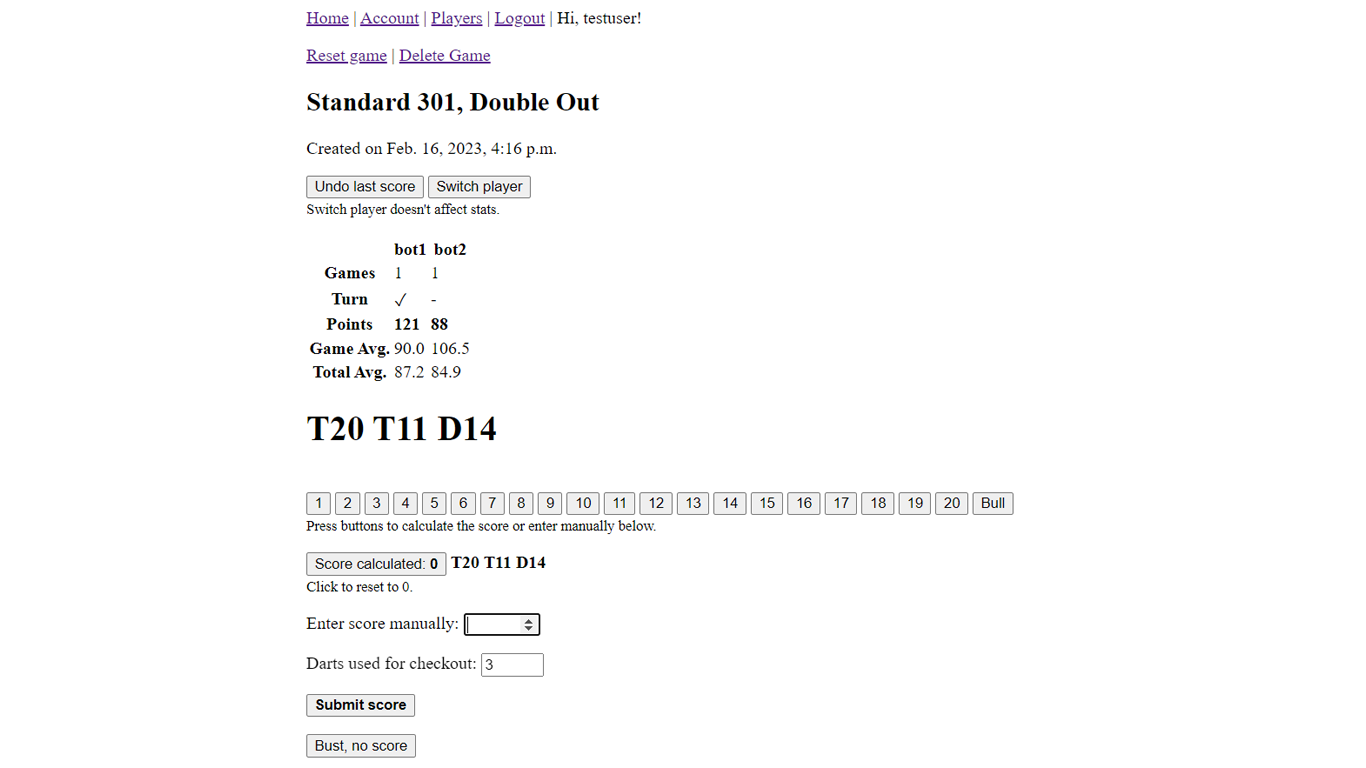 Home | Account | Players | Logout | Hi, testuser!
Reset game | Delete Game
Standard 301, Double Out
Created on Feb. 16, 2023, 4:16 p.m.
Undo last score Switch player
Switch player doesn't affect stats.
bot1 bot2
Games 1 1
Turn ✓ -
Points 121 88
Game Avg. 90.0 106.5
Total Avg. 87.2 84.9
T20 T11 D14
1 2 3 4 5 6 7 8 9 10 11 12 13 14 15 16 17 18 19 20 Bull
Press buttons to calculate the score or enter manually below.
Score calculated: 0 T20 T11 D14
Click to reset to 0.
Enter score manually:
Darts used for checkout: 3
Submit score
Bust, no score